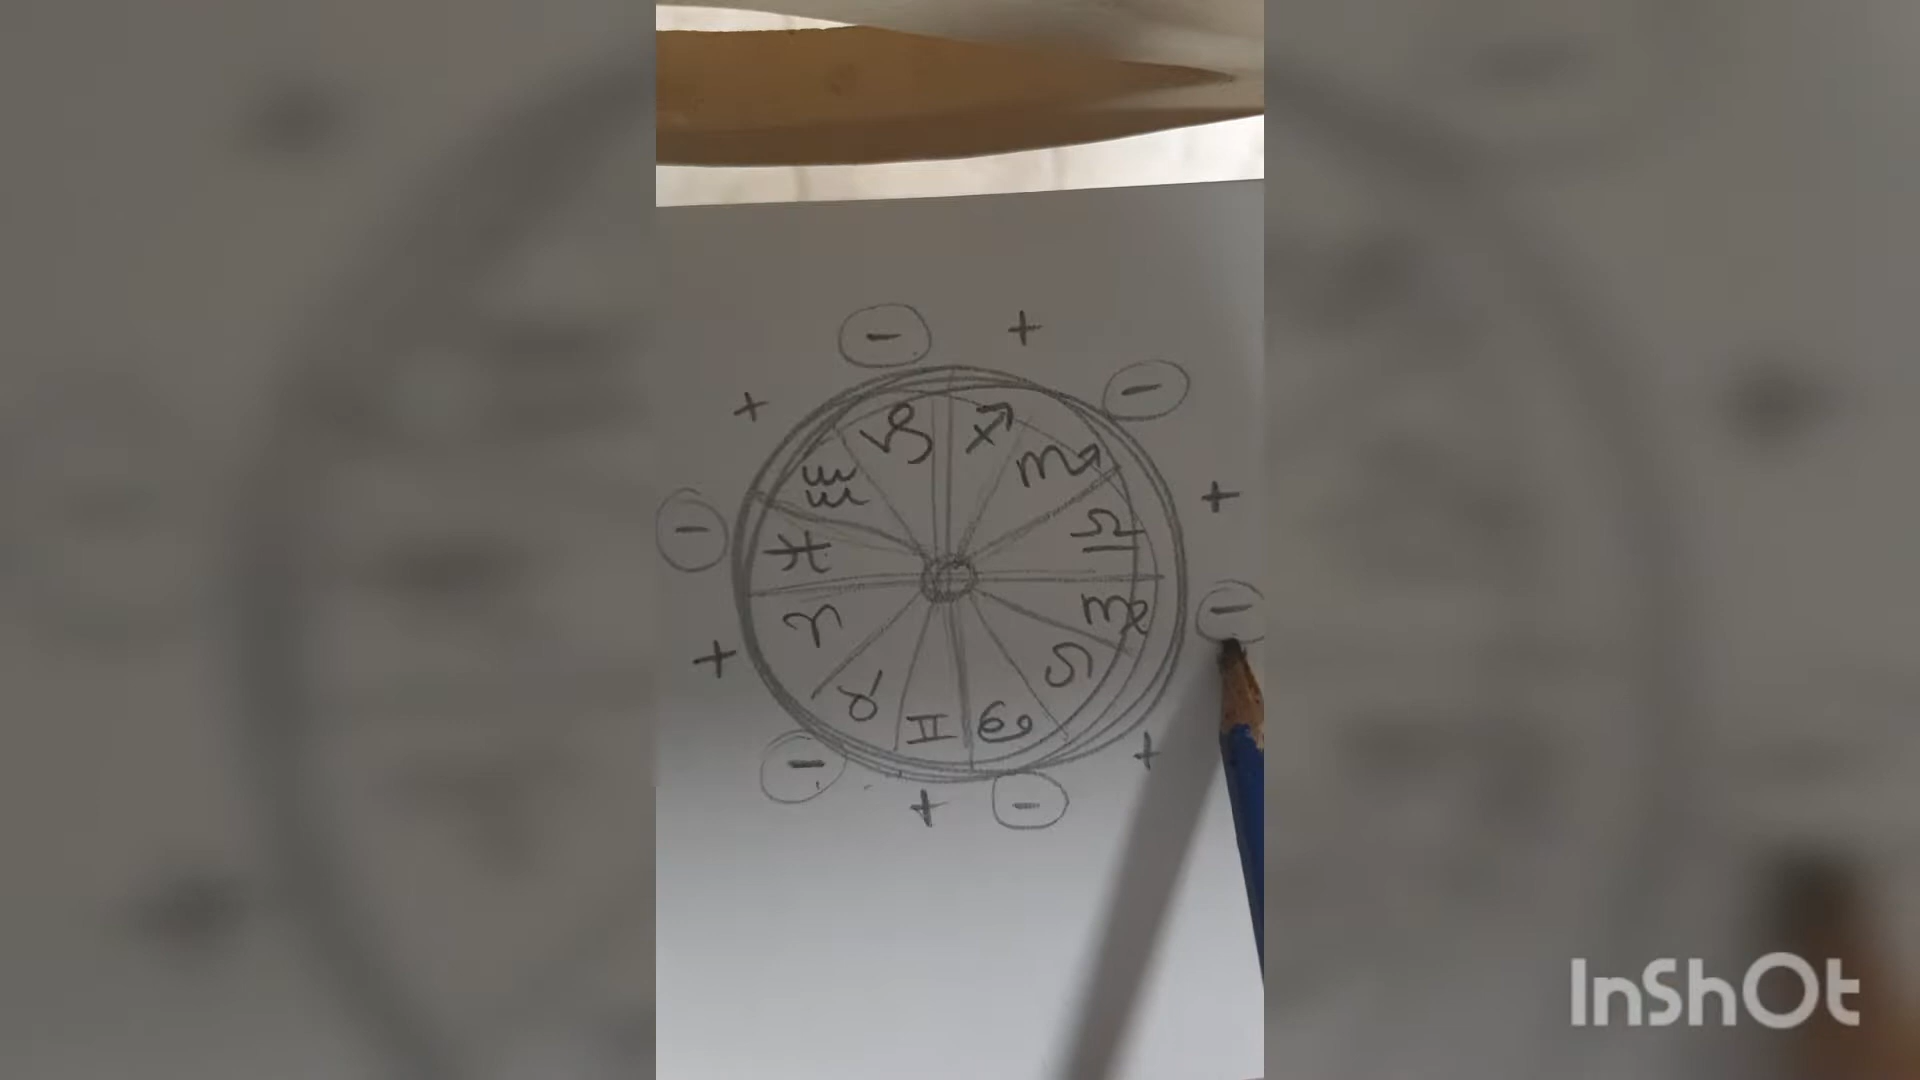 − +
+ −
♑ ♐
♒ ♏
− ♓ ♎ +
♈ ♍ −
+ ♉ ♊ ♋ ♌
− + − +
InShOt